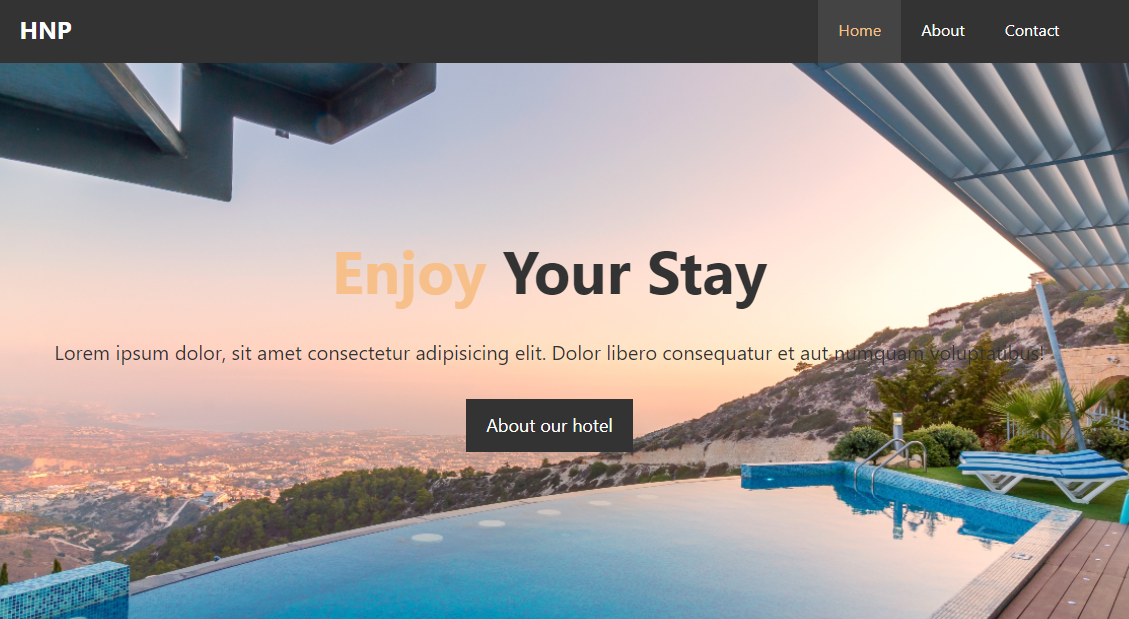 HNP
Home About Contact
Enjoy Your Stay
Lorem ipsum dolor, sit amet consectetur adipisicing elit. Dolor libero consequatur et aut numquam voluptatibus!
About our hotel